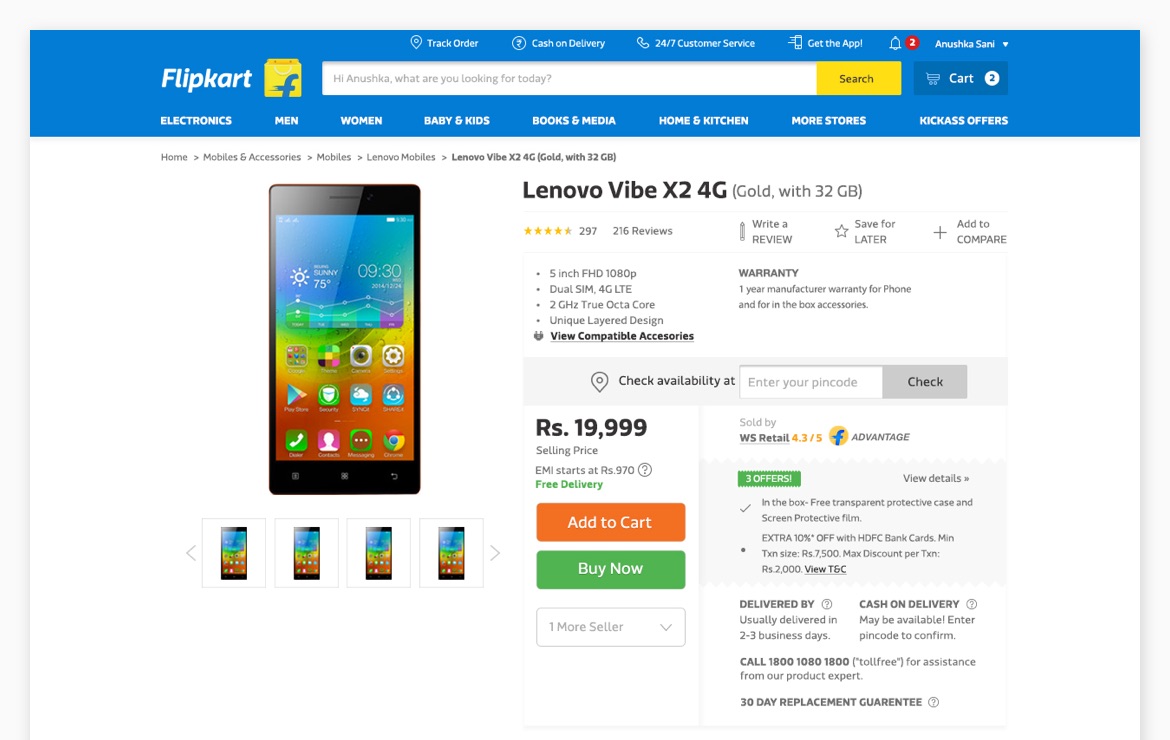 Track Order
Cash on Delivery
24/7 Customer Service
Get the App!
2
Anushka Sani
Flipkart
Hi Anushka, what are you looking for today?
Search
Cart 2
ELECTRONICS
MEN
WOMEN
BABY & KIDS
BOOKS & MEDIA
HOME & KITCHEN
MORE STORES
KICKASS OFFERS
Home > Mobiles & Accessories > Mobiles > Lenovo Mobiles > Lenovo Vibe X2 4G (Gold, with 32 GB)
SUNNY
75°
09:30
2014/12/24
Play Store
Security
SYNCit
SHAREit
Dialer
Contacts
Messaging
Chrome
Lenovo Vibe X2 4G (Gold, with 32 GB)
297
216 Reviews
Write a
REVIEW
Save for
LATER
Add to
COMPARE
• 5 inch FHD 1080p
• Dual SIM, 4G LTE
• 2 GHz True Octa Core
• Unique Layered Design
View Compatible Accesories
WARRANTY
1 year manufacturer warranty for Phone
and for in the box accessories.
Check availability at
Enter your pincode
Check
Rs. 19,999
Selling Price
EMI starts at Rs.970 ?
Free Delivery
Add to Cart
Buy Now
1 More Seller
Sold by
WS Retail 4.3 / 5 f ADVANTAGE
3 OFFERS!
View details »
In the box- Free transparent protective case and
Screen Protective film.
• EXTRA 10%* OFF with HDFC Bank Cards. Min
Txn size: Rs.7,500. Max Discount per Txn:
Rs.2,000. View T&C
DELIVERED BY ?
Usually delivered in
2-3 business days.
CASH ON DELIVERY ?
May be available! Enter
pincode to confirm.
CALL 1800 1080 1800 ("tollfree") for assistance
from our product expert.
30 DAY REPLACEMENT GUARENTEE ?